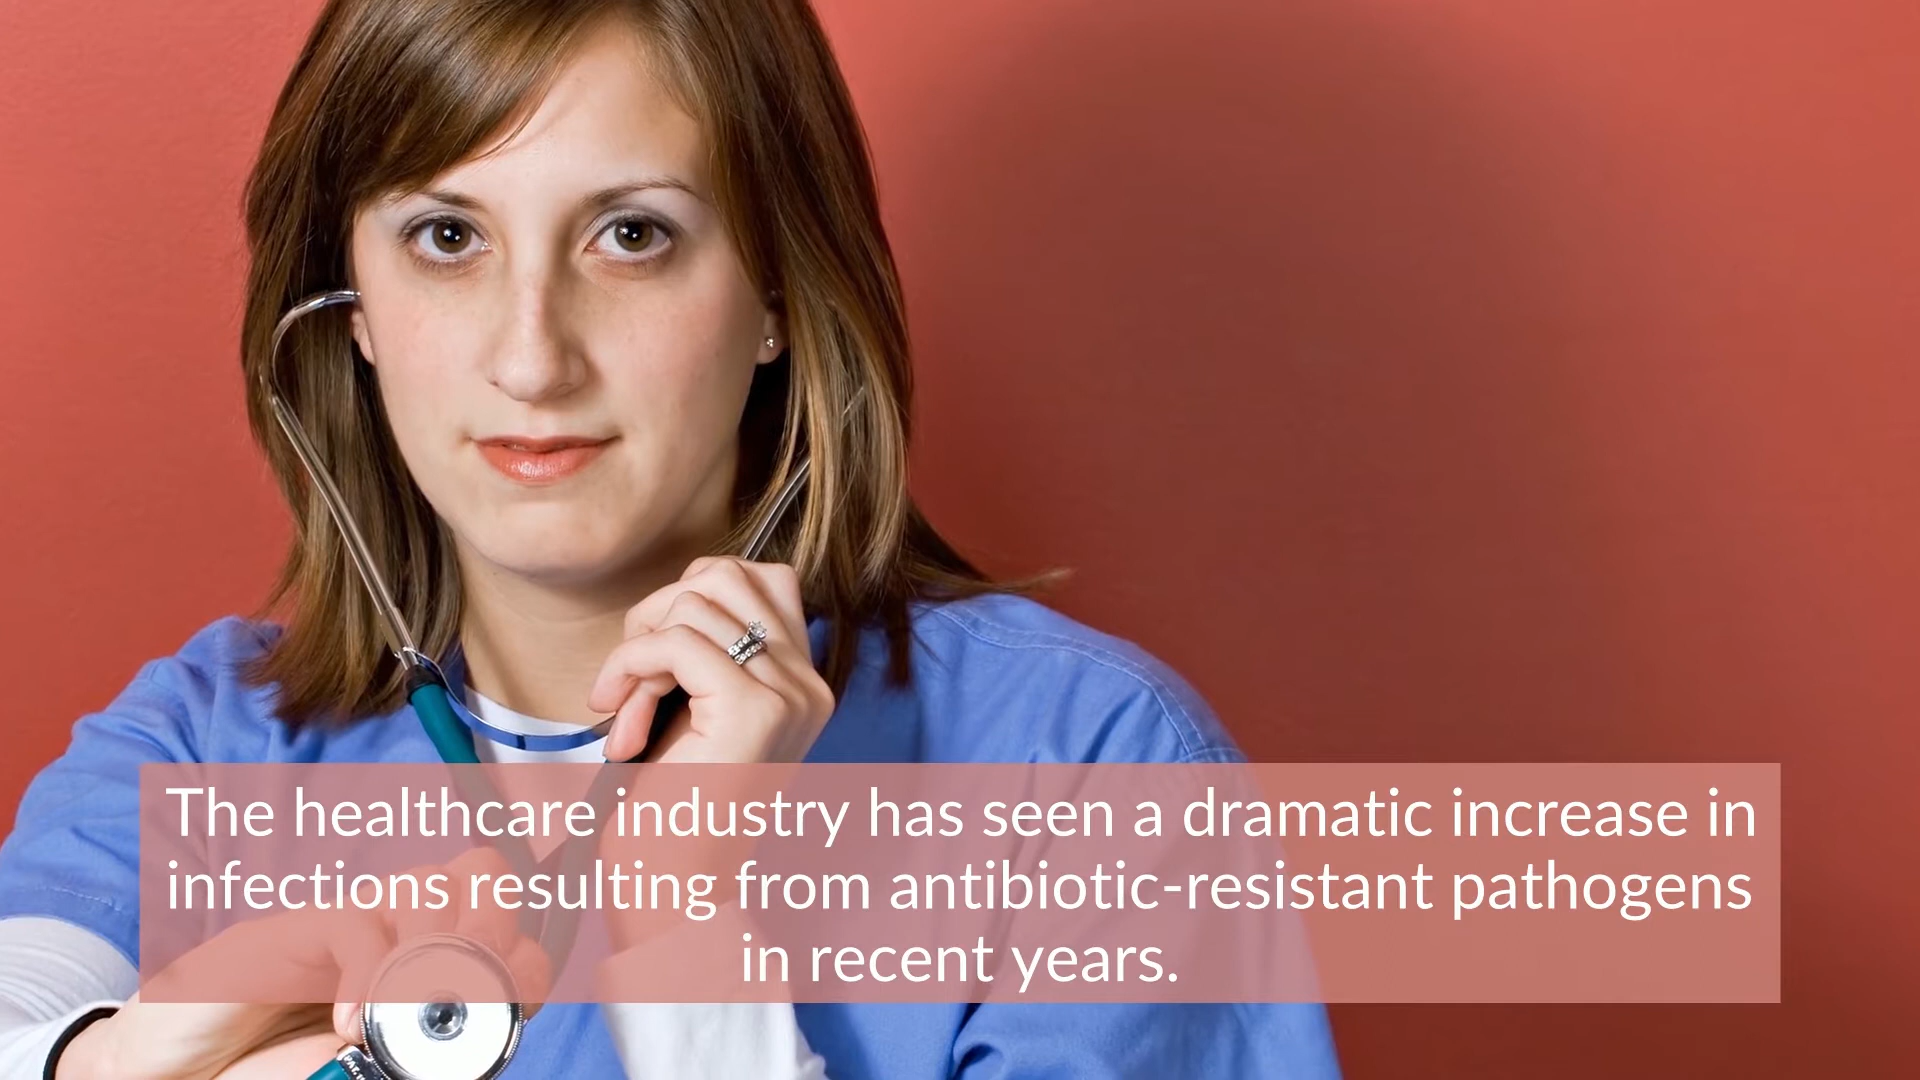 The healthcare industry has seen a dramatic increase in
infections resulting from antibiotic-resistant pathogens
in recent years.